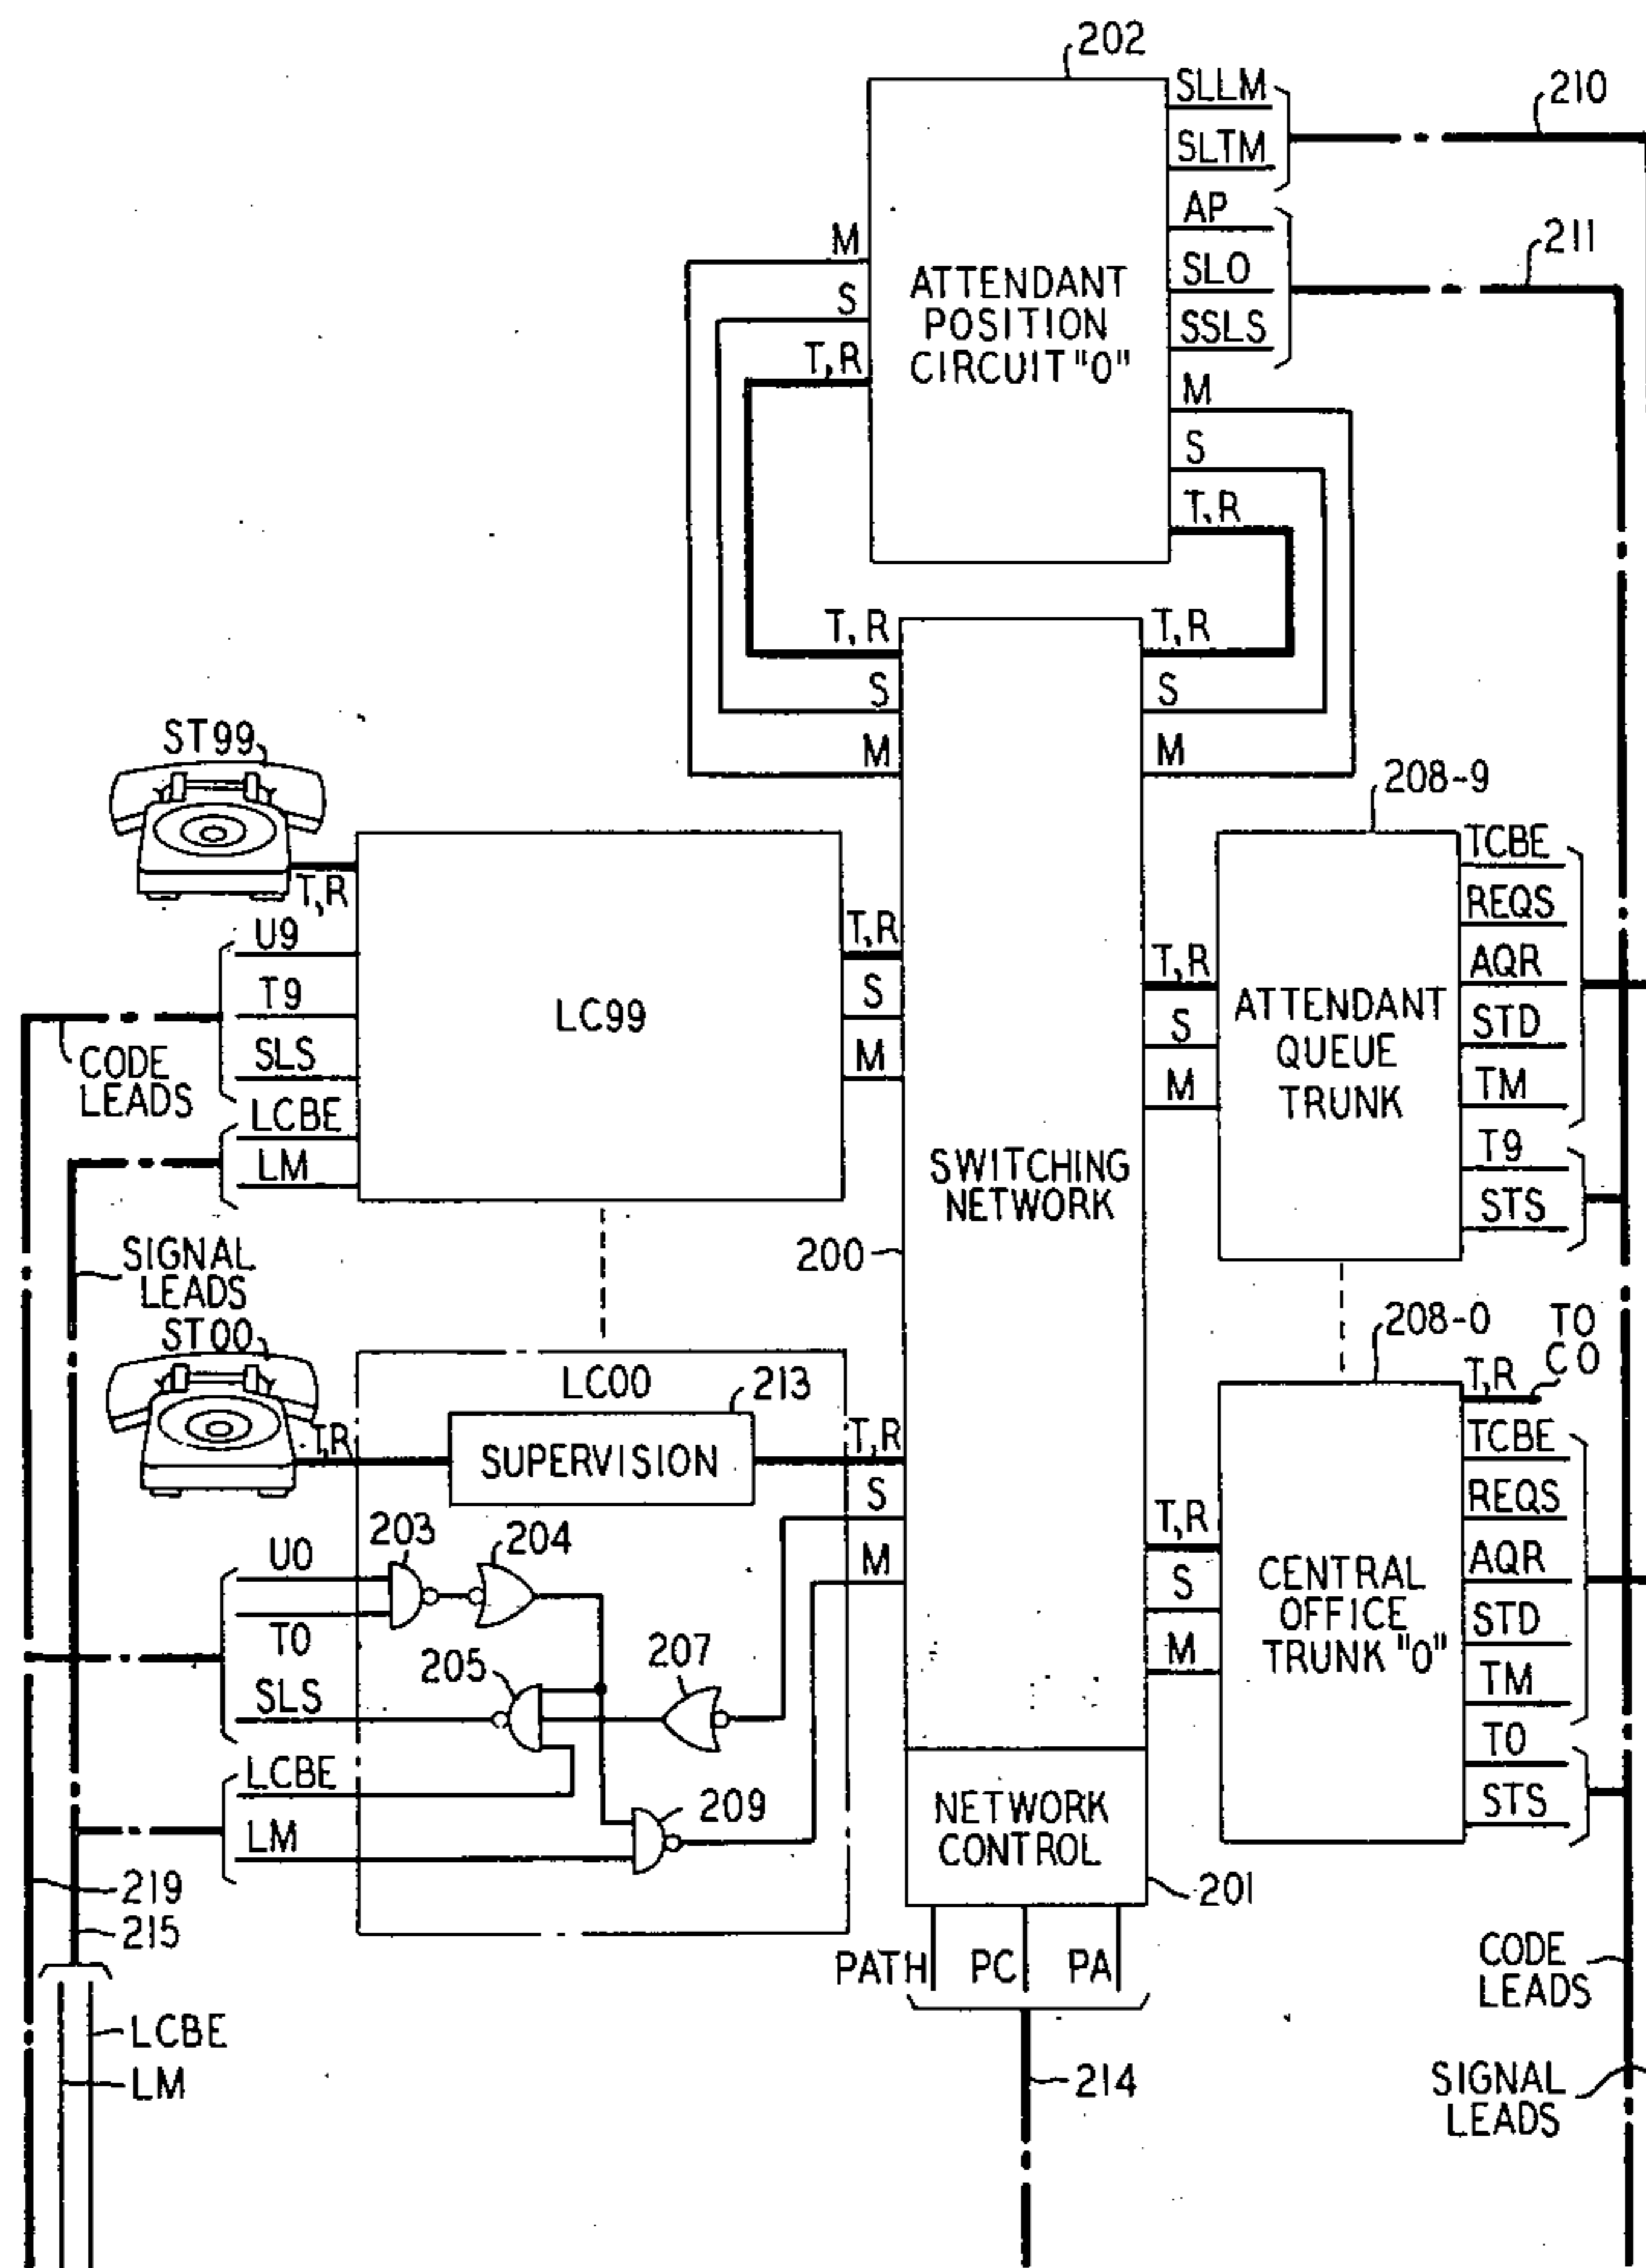 202
SLLM
210
SLTM
AP
211
SLO
SSLS
M
S
T,R
ATTENDANT
POSITION
CIRCUIT "0"
M
S
T,R
T,R
S
M
T,R
S
M
ST99
T,R
U9
T9
SLS
CODE
LEADS
LCBE
LM
LC99
T,R
S
M
SIGNAL
LEADS
200
SWITCHING
NETWORK
208-9
T,R
S
M
ATTENDANT
QUEUE
TRUNK
TCBE
REQS
AQR
STD
TM
T9
STS
ST00
T,R
LC00
213
SUPERVISION
T,R
S
M
U0
T0
SLS
203
204
205
207
LCBE
LM
209
208-0
TO
CO
T,R
T,R
S
M
CENTRAL
OFFICE
TRUNK "0"
TCBE
REQS
AQR
STD
TM
T0
STS
NETWORK
CONTROL
201
PATH
PC
PA
214
219
215
LCBE
LM
CODE
LEADS
SIGNAL
LEADS